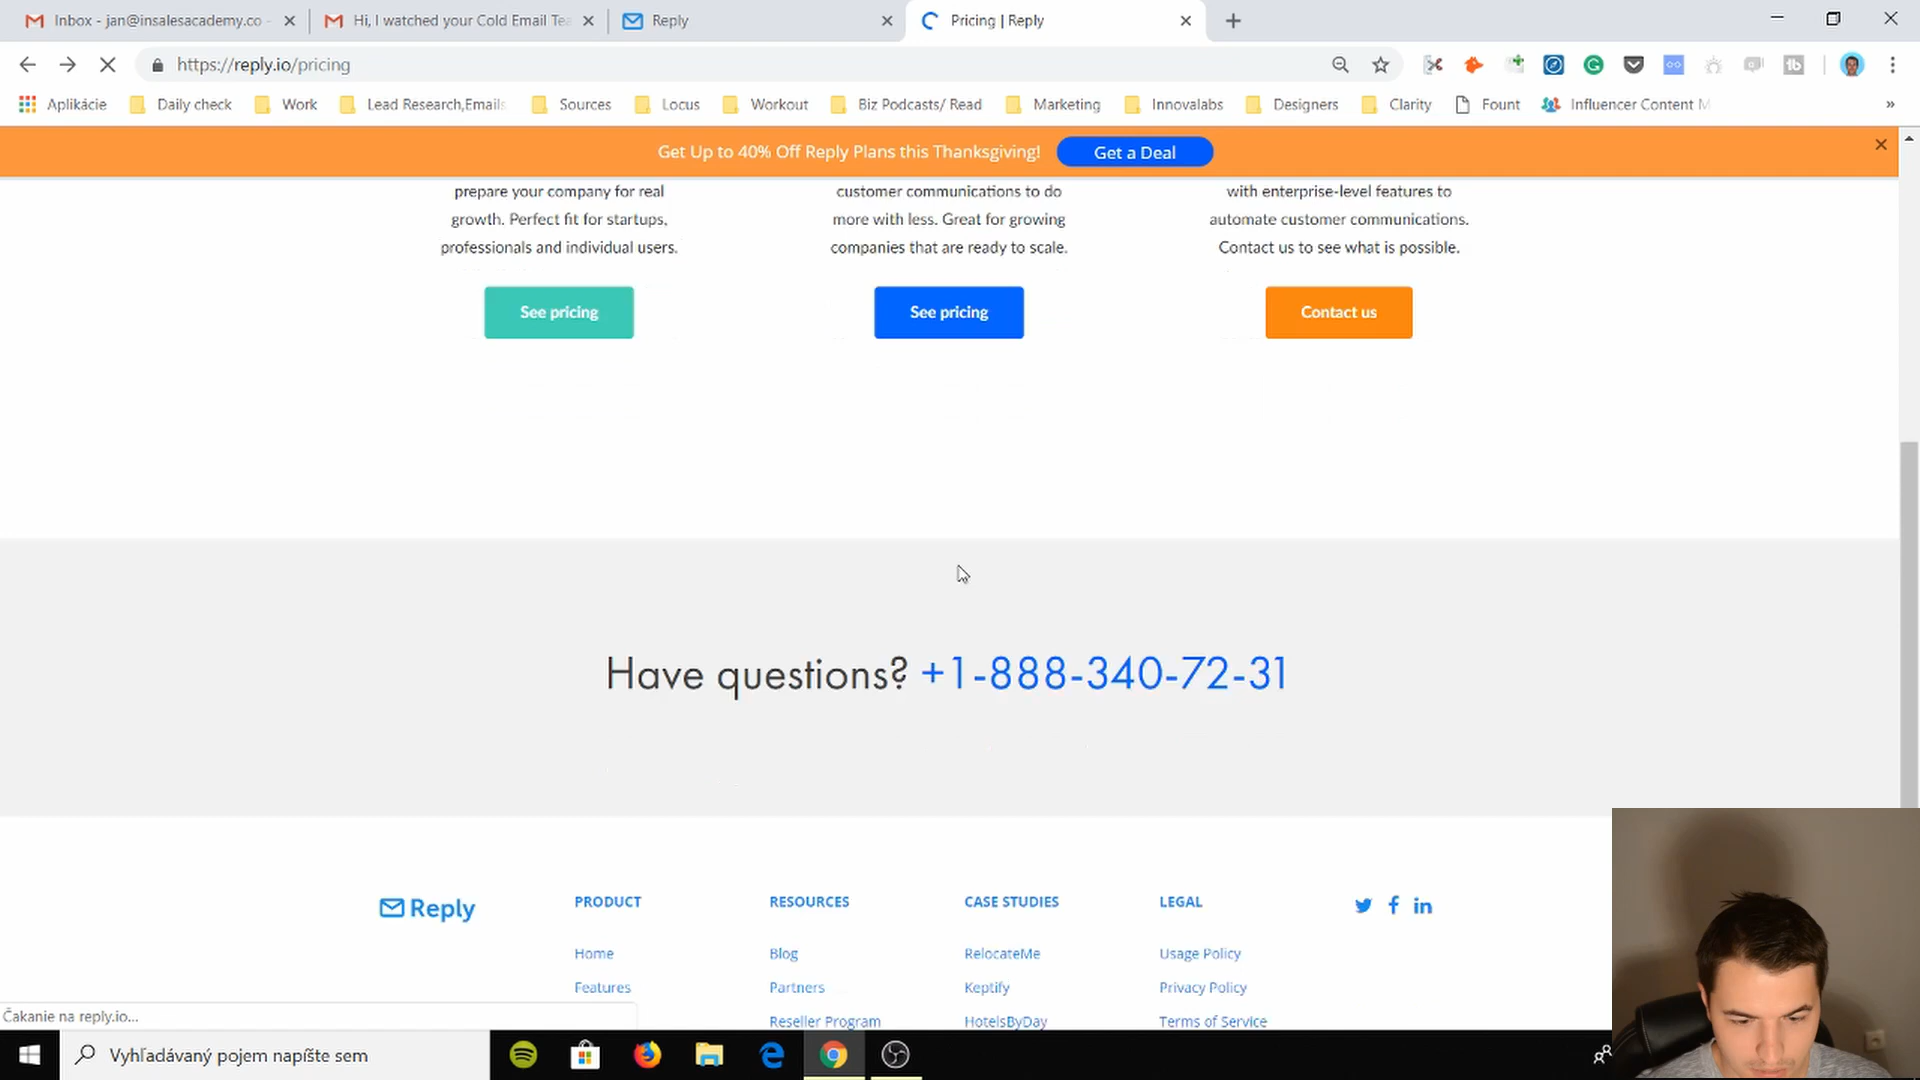 Inbox - jan@insalesacademy.co -
Hi, I watched your Cold Email Tea
Reply
Pricing | Reply
https://reply.io/pricing
Aplikácie
Daily check
Work
Lead Research,Emails
Sources
Locus
Workout
Biz Podcasts/ Read
Marketing
Innovalabs
Designers
Clarity
Fount
Influencer Content M
»
Get Up to 40% Off Reply Plans this Thanksgiving!
Get a Deal
prepare your company for real
growth. Perfect fit for startups,
professionals and individual users.
See pricing
customer communications to do
more with less. Great for growing
companies that are ready to scale.
See pricing
with enterprise-level features to
automate customer communications.
Contact us to see what is possible.
Contact us
Have questions? +1-888-340-72-31
Reply
PRODUCT
Home
Features
RESOURCES
Blog
Partners
Reseller Program
CASE STUDIES
RelocateMe
Keptify
HotelsByDay
LEGAL
Usage Policy
Privacy Policy
Terms of Service
Čakanie na reply.io...
Vyhľadávaný pojem napíšte sem